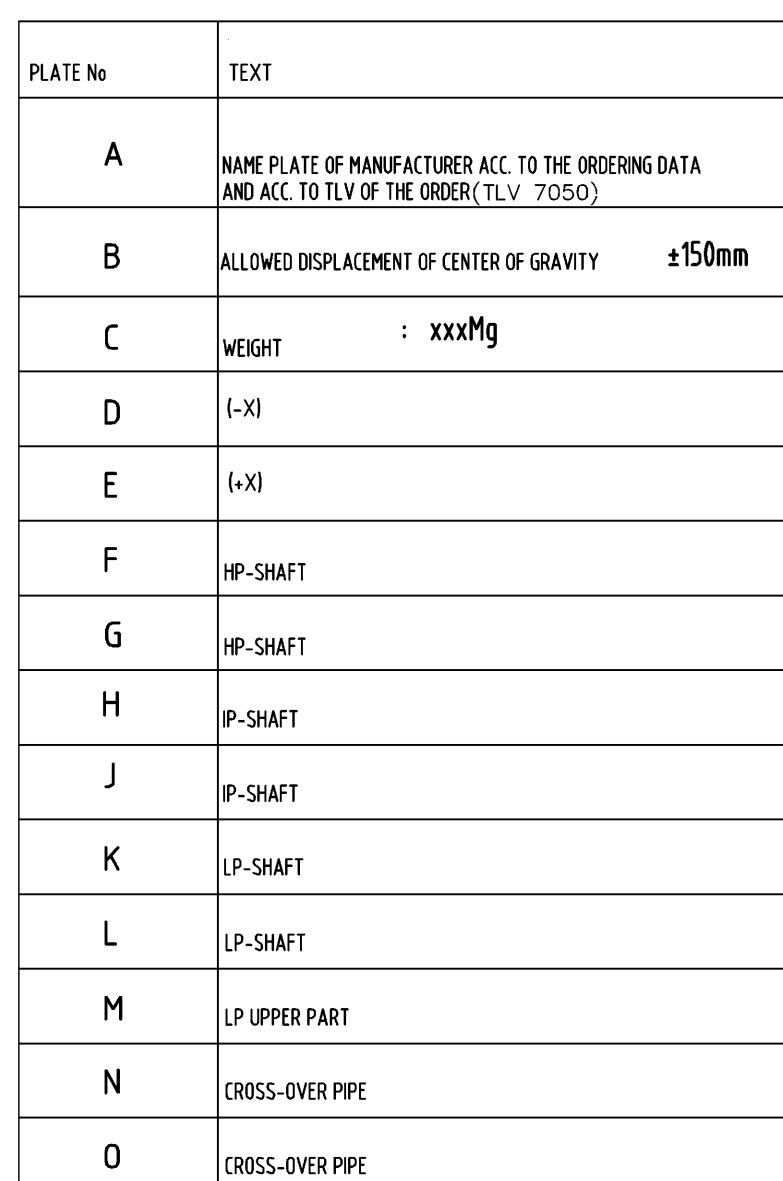 PLATE No TEXT
A
NAME PLATE OF MANUFACTURER ACC. TO THE ORDERING DATA
AND ACC. TO TLV OF THE ORDER(TLV 7050)
B ALLOWED DISPLACEMENT OF CENTER OF GRAVITY ±150mm
C WEIGHT : xxxMg
D (-X)
E (+X)
F HP-SHAFT
G HP-SHAFT
H IP-SHAFT
J IP-SHAFT
K LP-SHAFT
L LP-SHAFT
M LP UPPER PART
N CROSS-OVER PIPE
O CROSS-OVER PIPE